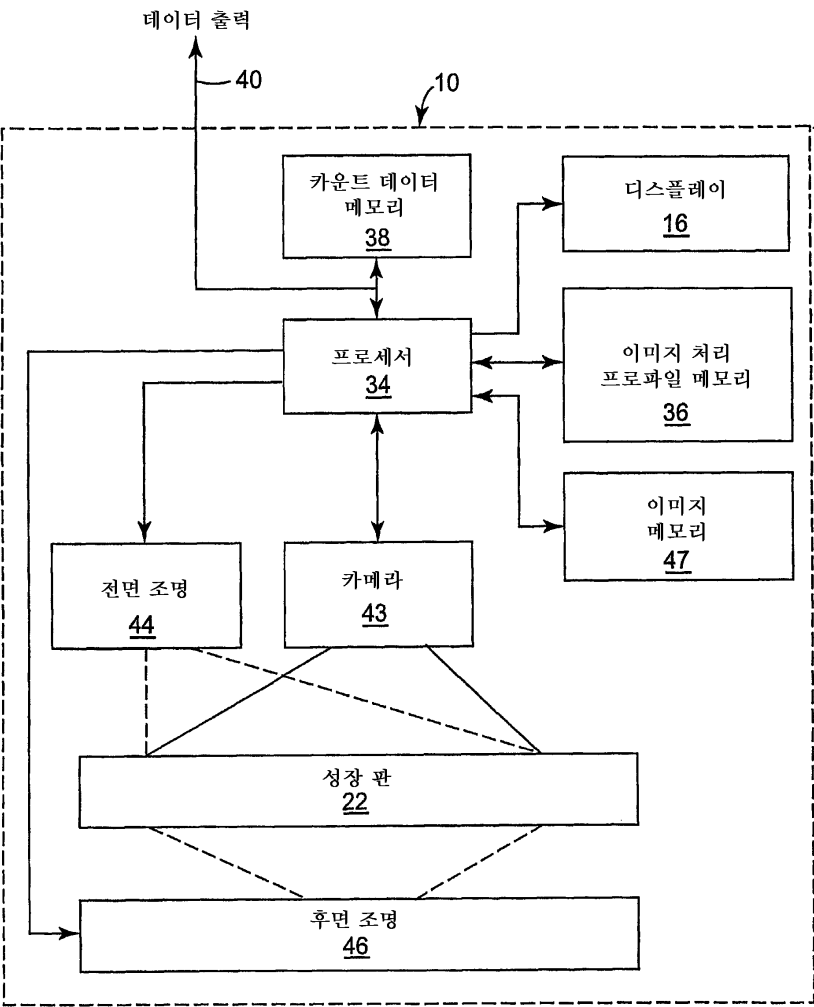 데이터 출력
40
10
카운트 데이터
메모리
38
디스플레이
16
프로세서
34
이미지 처리
프로파일 메모리
36
이미지
메모리
47
전면 조명
44
카메라
43
성장 판
22
후면 조명
46